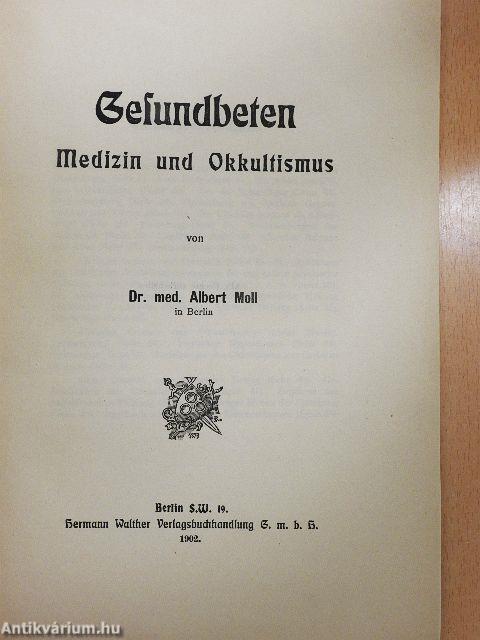 Gesundbeten
Medizin und Okkultismus
von
Dr. med. Albert Moll
in Berlin
Berlin S.W. 19.
Hermann Walther Verlagsbuchhandlung G. m. b. H.
1902.
Antikvárium.hu